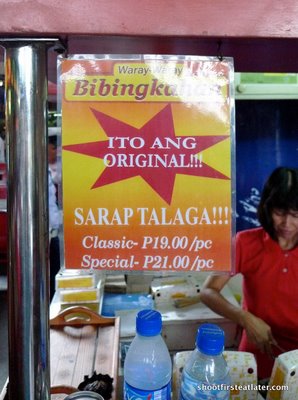 Waray-Waray
Bibingkahan
ITO ANG
ORIGINAL!!!
SARAP TALAGA!!!
Classic- P19.00/pc
Special- P21.00/pc
shootfirsteatlater.com